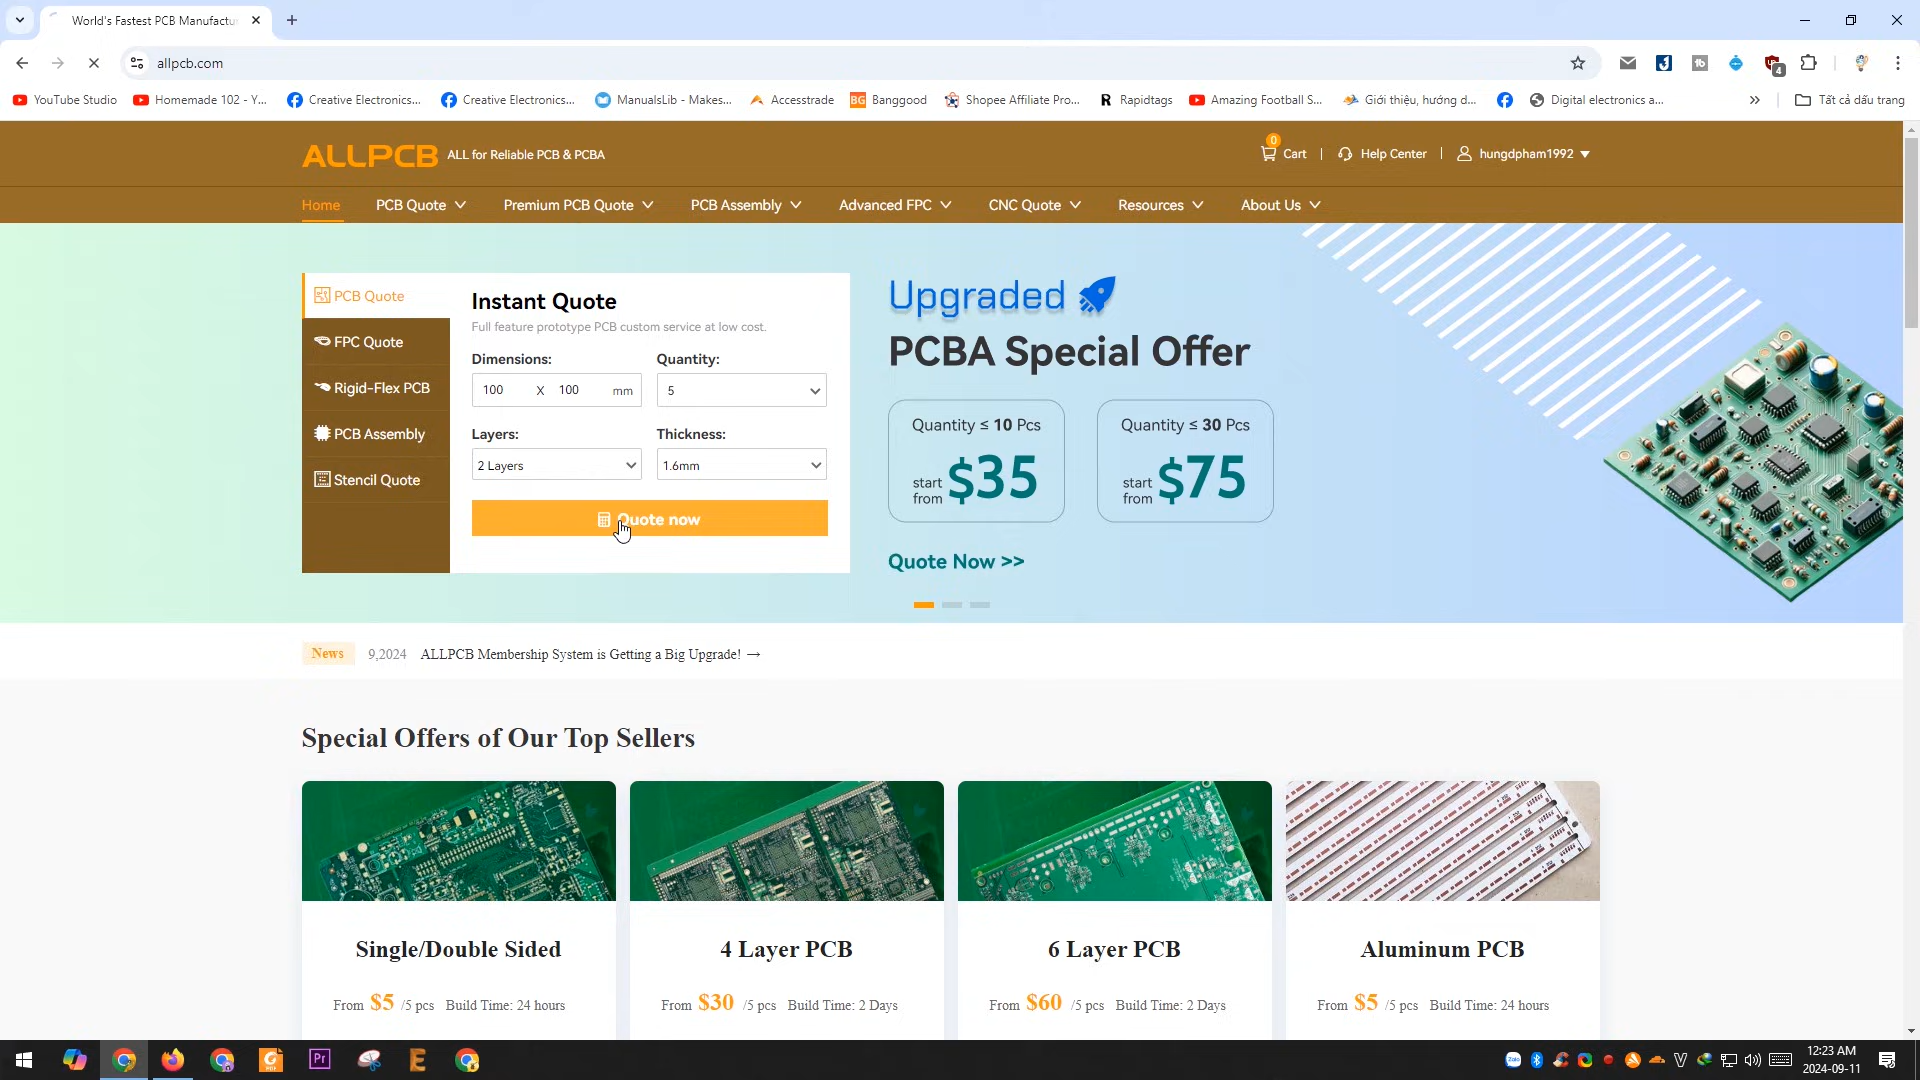 World's Fastest PCB Manufactu
allpcb.com
4
YouTube Studio
Homemade 102 - Y...
Creative Electronics...
Creative Electronics...
ManualsLib - Makes...
Accesstrade
BG Banggood
Shopee Affiliate Pro...
R Rapidtags
Amazing Football S...
Giới thiệu, hướng d...
Digital electronics a...
Tất cả dấu trang
ALLPCB ALL for Reliable PCB & PCBA
0
Cart
Help Center
hungdpham1992
Home
PCB Quote
Premium PCB Quote
PCB Assembly
Advanced FPC
CNC Quote
Resources
About Us
PCB Quote
FPC Quote
Rigid-Flex PCB
PCB Assembly
Stencil Quote
Instant Quote
Full feature prototype PCB custom service at low cost.
Dimensions: Quantity:
100 X 100 mm 5
Layers: Thickness:
2 Layers 1.6mm
Quote now
Upgraded
PCBA Special Offer
Quantity ≤ 10 Pcs
start from $35
Quantity ≤ 30 Pcs
start from $75
Quote Now >>
News 9,2024 ALLPCB Membership System is Getting a Big Upgrade! →
Special Offers of Our Top Sellers
Single/Double Sided
From $5 /5 pcs Build Time: 24 hours
4 Layer PCB
From $30 /5 pcs Build Time: 2 Days
6 Layer PCB
From $60 /5 pcs Build Time: 2 Days
Aluminum PCB
From $5 /5 pcs Build Time: 24 hours
Pr
E
Zalo
V
12:23 AM
2024-09-11